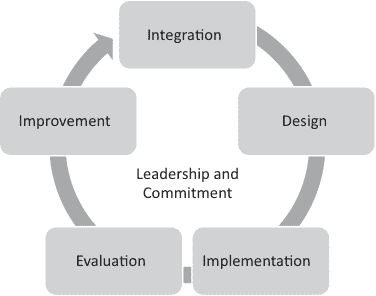 Integration
Design
Implementation
Evaluation
Improvement
Leadership and
Commitment